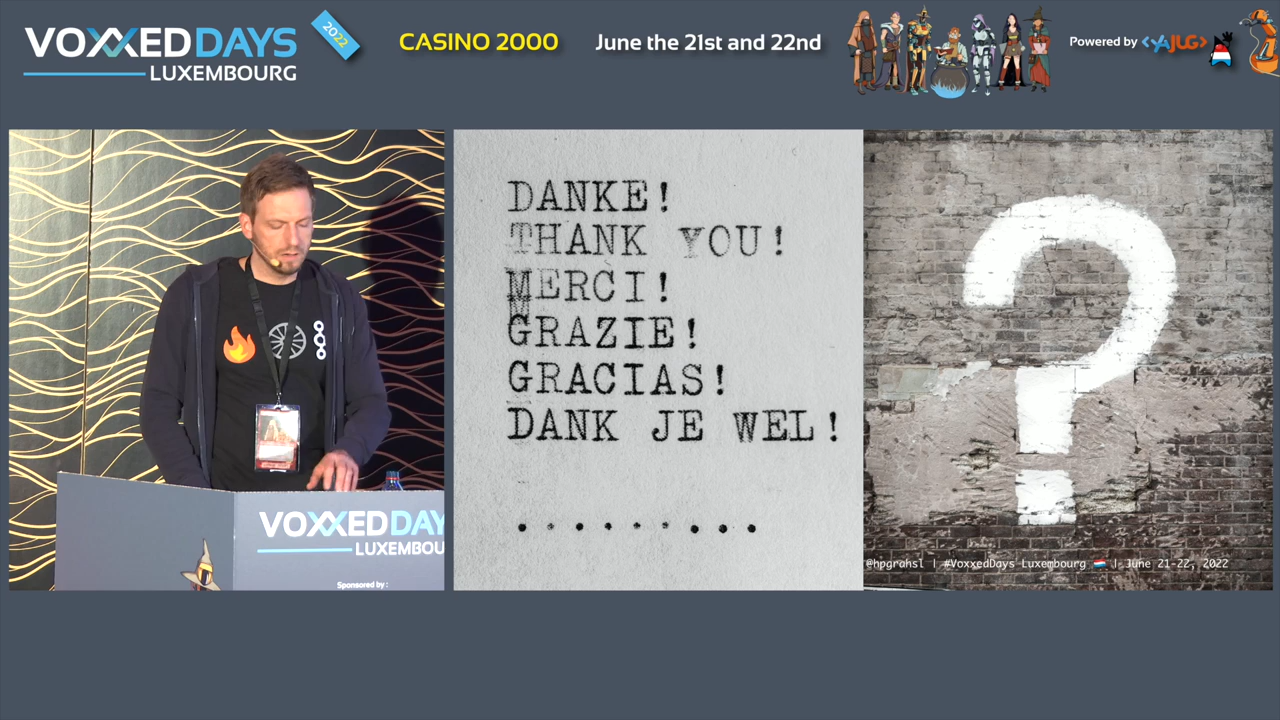 VOXXEDDAYS
LUXEMBOURG
2022
CASINO 2000
June the 21st and 22nd
Powered by <YAJUG>
DANKE!
THANK YOU!
MERCI!
GRAZIE!
GRACIAS!
DANK JE WEL!
.........
@hpgrahsl | #VoxxedDays Luxembourg 🇱🇺 | June 21-22, 2022
VOXXEDDAY
LUXEMBOU
Sponsored by :